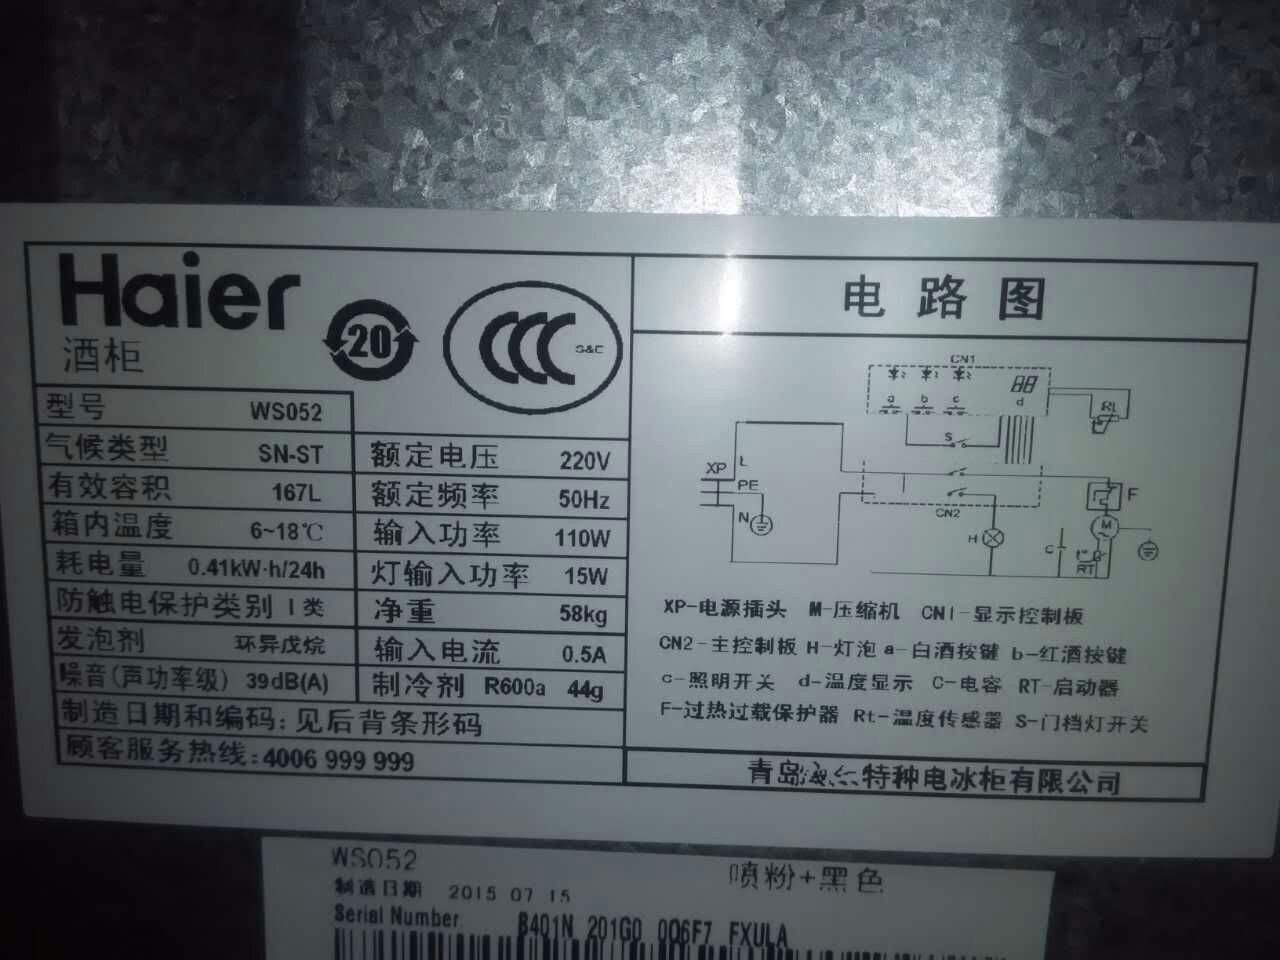 Haier
酒柜
20
CCC
S&E
型号 WS052
气候类型 SN-ST
有效容积 167L
箱内温度 6~18℃
耗电量 0.41kW·h/24h
防触电保护类别 I类
发泡剂 环异戊烷
噪音(声功率级) 39dB(A)
额定电压 220V
额定频率 50Hz
输入功率 110W
灯输入功率 15W
净重 58kg
输入电流 0.5A
制冷剂 R600a 44g
制造日期和编码:见后背条形码
顾客服务热线:4006 999 999
电路图
CN1
a b c d
Rt
S
XP L
PE
N
CN2
H
C
F
M
RT
XP-电源插头 M-压缩机 CN1-显示控制板
CN2-主控制板 H-灯泡 a-白酒按键 b-红酒按键
c-照明开关 d-温度显示 C-电容 RT-启动器
F-过热过载保护器 Rt-温度传感器 S-门档灯开关
青岛海尔特种电冰柜有限公司
WS052
喷粉+黑色
制造日期 2015 07 15
Serial Number B401N 201G0 006F7 FXULA